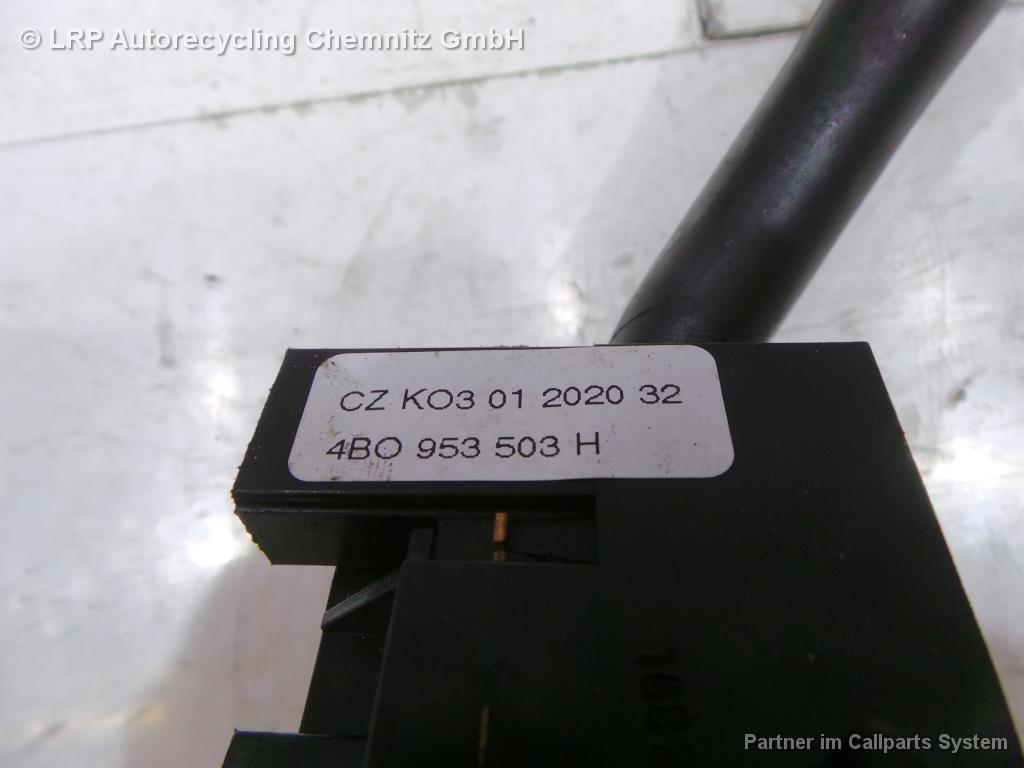 © LRP Autorecycling Chemnitz GmbH
CZ KO3 01 2020 32
4BO 953 503 H
Partner im Callparts System